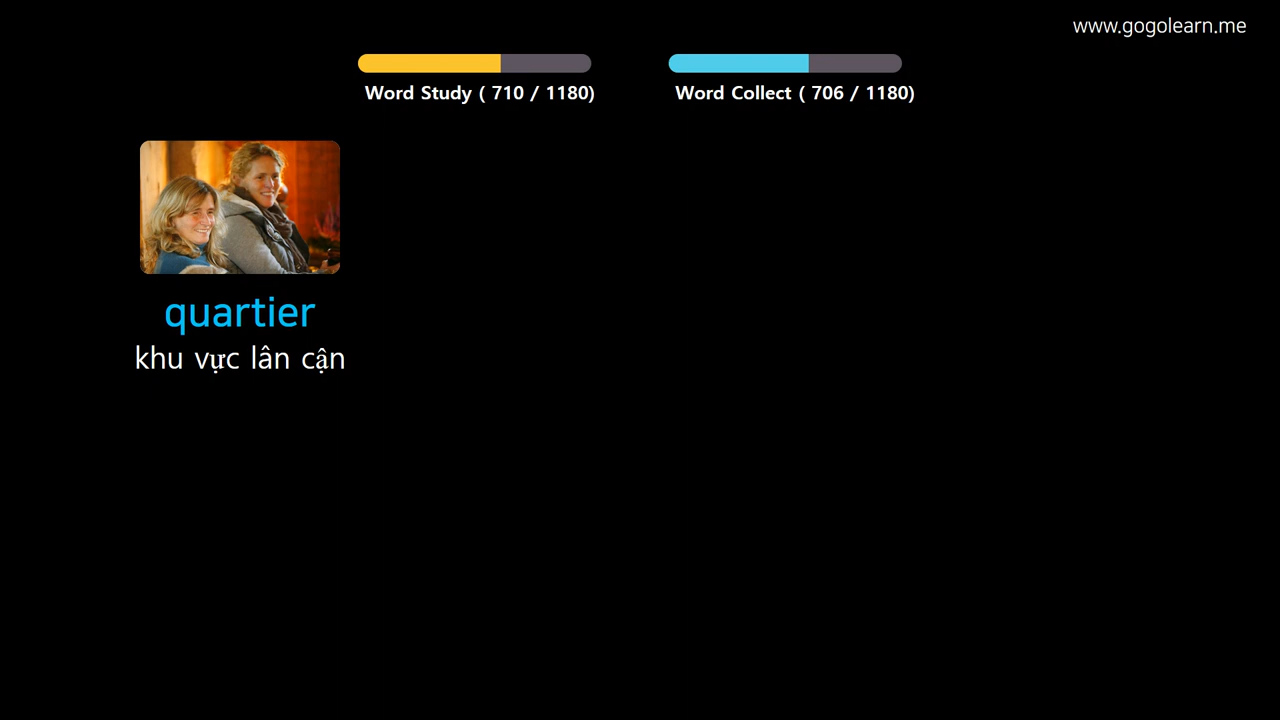 www.gogolearn.me
Word Study ( 710 / 1180)
Word Collect ( 706 / 1180)
quartier
khu vực lân cận